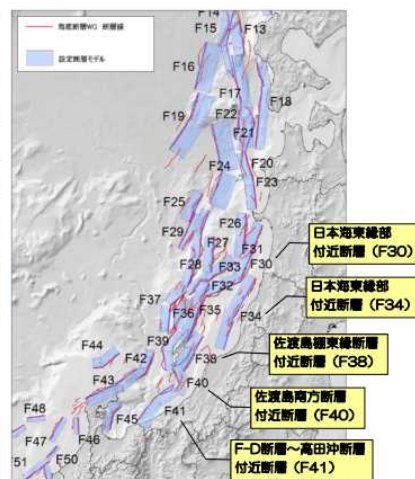 F14
F15
F13
海底断層WG 断層線
設定断層モデル
F16
F17
F18
F19
F22
F21
F20
F24
F23
F25
F26
F29
F27
F31
F28
F33
F30
F32
F37
F35
F36
F34
F39
F38
F44
F42
F43
F40
F41
F48
F45
F47
F46
51
F50
日本海東縁部
付近断層(F30)
日本海東縁部
付近断層(F34)
佐渡島棚東縁断層
付近断層(F38)
佐渡島南方断層
付近断層(F40)
F-D断層~高田沖断層
付近断層(F41)